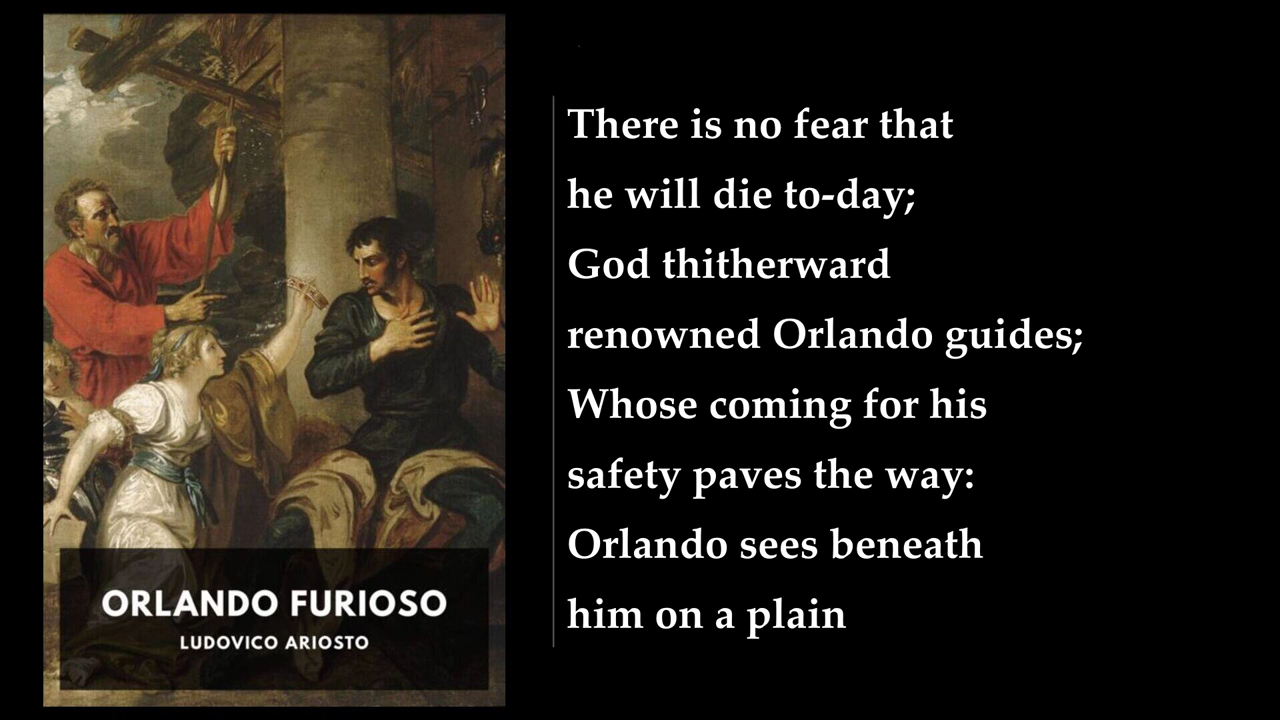 ORLANDO FURIOSO
LUDOVICO ARIOSTO
There is no fear that
he will die to-day;
God thitherward
renowned Orlando guides;
Whose coming for his
safety paves the way:
Orlando sees beneath
him on a plain